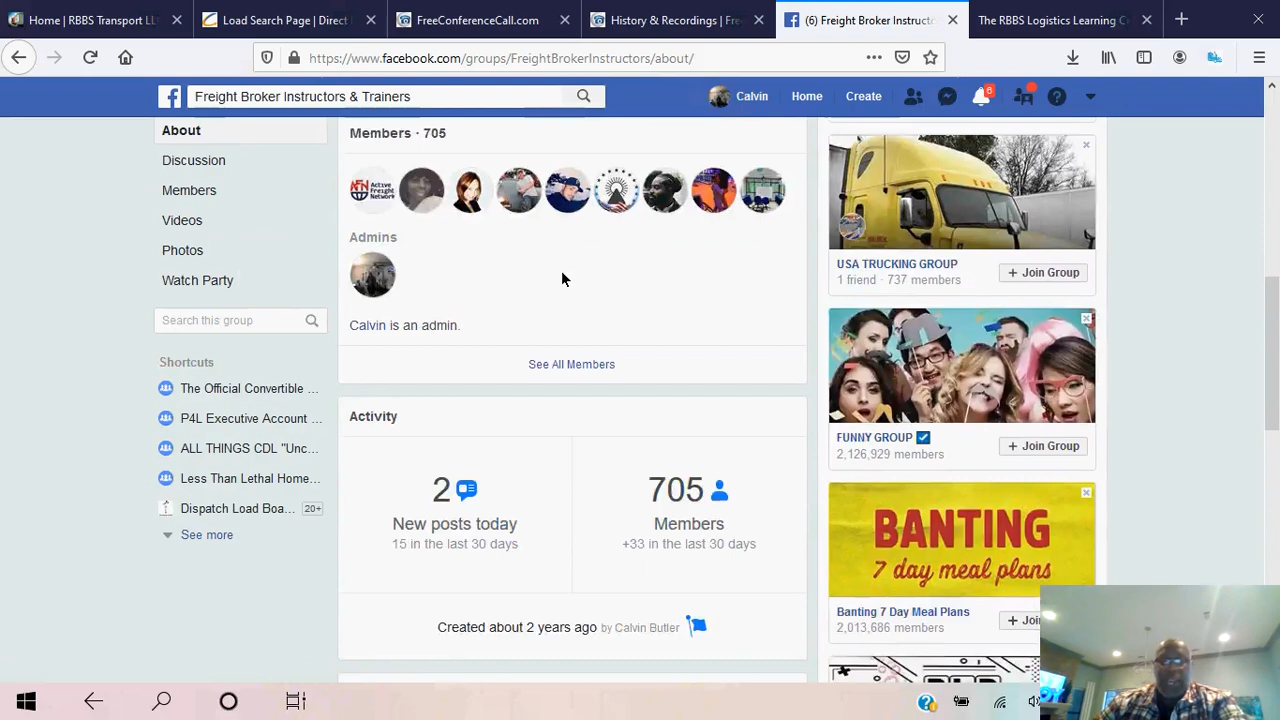 Home | RBBS Transport LL
Load Search Page | Direct
FreeConferenceCall.com
History & Recordings | Fre
(6) Freight Broker Instructo
The RBBS Logistics Learning C
https://www.facebook.com/groups/FreightBrokerInstructors/about/
Freight Broker Instructors & Trainers
Calvin
Home
Create
6
About
Discussion
Members
Videos
Photos
Watch Party
Search this group
Shortcuts
The Official Convertible ...
P4L Executive Account ...
ALL THINGS CDL "Unc...
Less Than Lethal Home...
Dispatch Load Boa... 20+
See more
Members · 705
Admins
Calvin is an admin.
See All Members
Activity
2
New posts today
15 in the last 30 days
705
Members
+33 in the last 30 days
Created about 2 years ago by Calvin Butler
USA TRUCKING GROUP
1 friend · 737 members
+ Join Group
FUNNY GROUP
2,126,929 members
+ Join Group
BANTING
7 day meal plans
Banting 7 Day Meal Plans
2,013,686 members
+ Joi